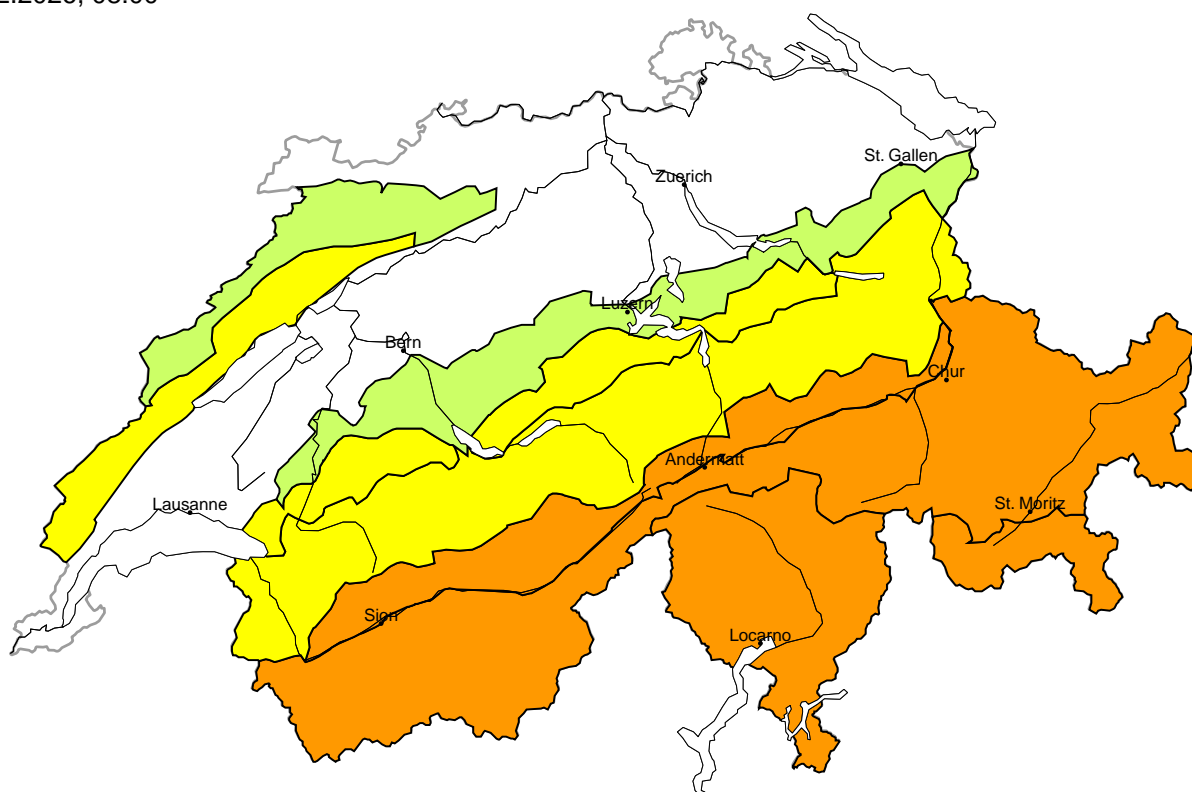 St. Gallen
Zuerich
Luzern
Bern
Chur
Andermatt
Lausanne
St. Moritz
Sion
Locarno